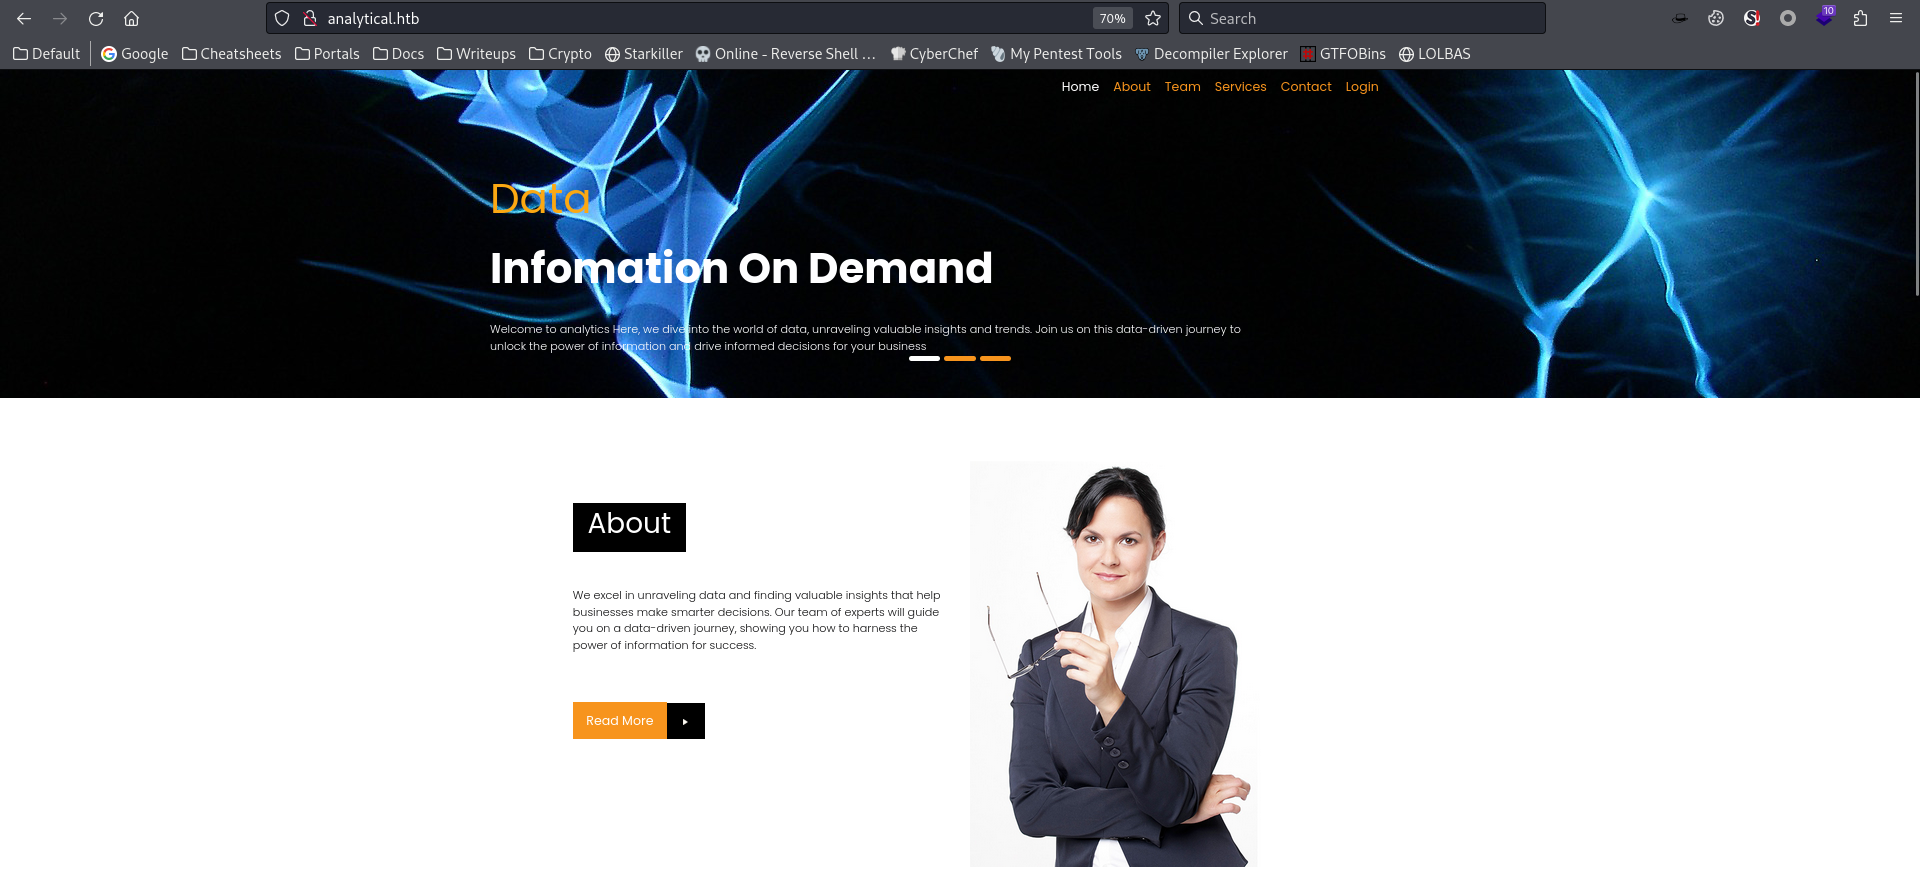 analytical.htb
70%
Search
10
Default
Google
Cheatsheets
Portals
Docs
Writeups
Crypto
Starkiller
Online - Reverse Shell …
CyberChef
My Pentest Tools
Decompiler Explorer
GTFOBins
LOLBAS
Home
About
Team
Services
Contact
Login
Data
Infomation On Demand
Welcome to analytics Here, we dive into the world of data, unraveling valuable insights and trends. Join us on this data-driven journey to
unlock the power of information and drive informed decisions for your business
About
We excel in unraveling data and finding valuable insights that help
businesses make smarter decisions. Our team of experts will guide
you on a data-driven journey, showing you how to harness the
power of information for success.
Read More